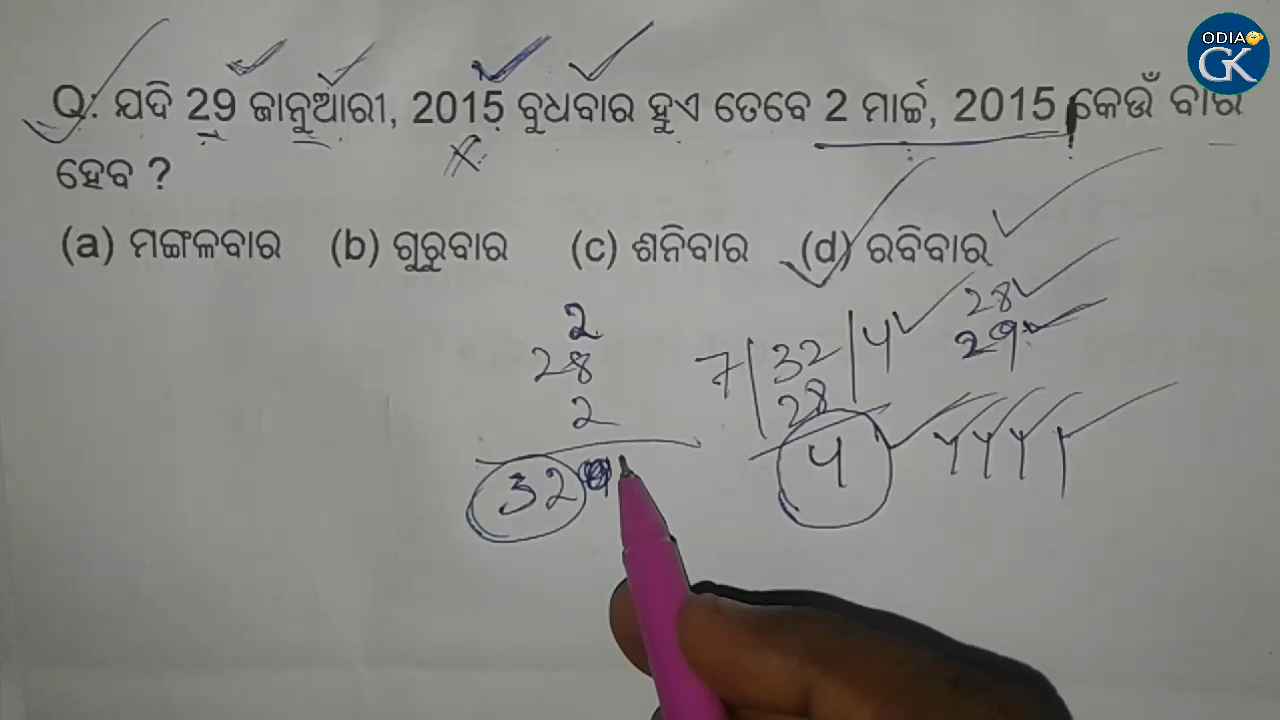 ODIA
GK
Q. ଯଦି 29 ଜାନୁଆରୀ, 2015 ବୁଧବାର ହୁଏ ତେବେ 2 ମାର୍ଚ୍ଚ, 2015 କେଉଁ ବାର
ହେବ ?
(a) ମଙ୍ଗଳବାର (b) ଗୁରୁବାର (c) ଶନିବାର (d) ରବିବାର
2
28
2
32
7|32|4
28
4
28
29